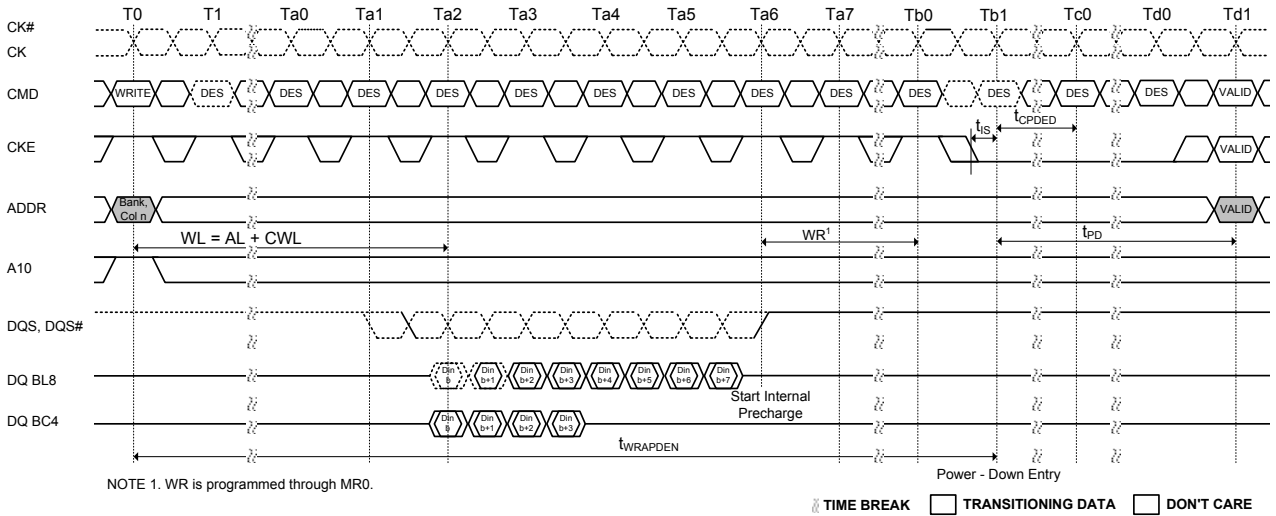 T0 T1 Ta0 Ta1 Ta2 Ta3 Ta4 Ta5 Ta6 Ta7 Tb0 Tb1 Tc0 Td0 Td1
CK#
CK
CMD WRITE DES DES DES DES DES DES DES DES DES DES DES DES DES VALID
tIS tCPDED
CKE VALID
ADDR Bank, Col n VALID
WL = AL + CWL WR1 tPD
A10
DQS, DQS#
DQ BL8 Din b Din b+1 Din b+2 Din b+3 Din b+4 Din b+5 Din b+6 Din b+7
Start Internal
Precharge
DQ BC4 Din b Din b+1 Din b+2 Din b+3
tWRAPDEN
Power - Down Entry
NOTE 1. WR is programmed through MR0.
TIME BREAK TRANSITIONING DATA DON'T CARE